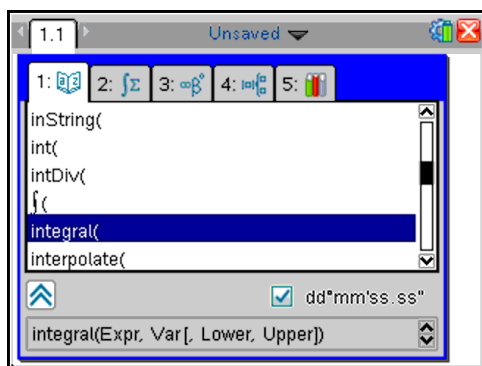 1.1 Unsaved
1: 2: ∫Σ 3: ∞β° 4: 5:
inString(
int(
intDiv(
∫(
integral(
interpolate(
dd°mm'ss.ss"
integral(Expr, Var[, Lower, Upper])